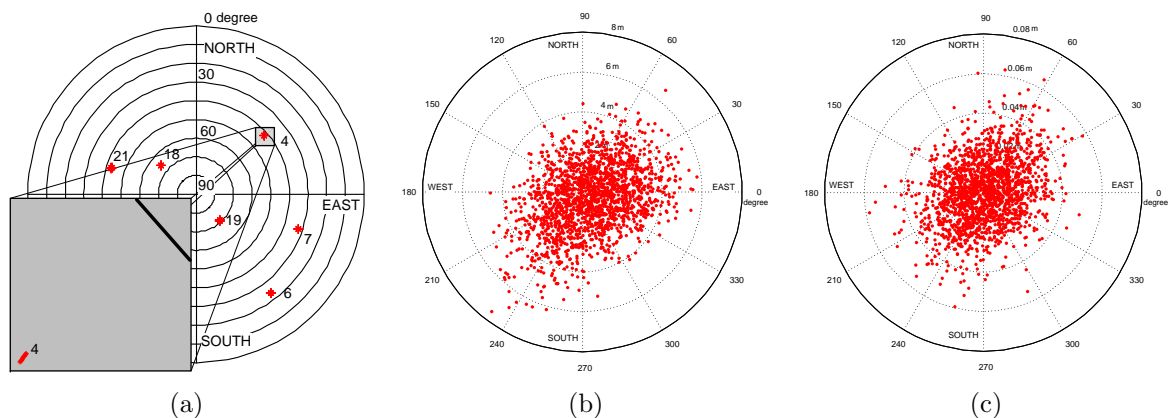 0 degree
NORTH
30
60
4
21
18
90
EAST
19
7
6
SOUTH
4
(a)
90
8 m
120
60
NORTH
6 m
150
30
4 m
180
WEST
EAST
0
degree
210
330
SOUTH
240
300
270
(b)
90
0.08 m
120
60
NORTH
0.06 m
150
30
0.04 m
180
WEST
EAST
0
degree
210
330
SOUTH
240
300
270
(c)